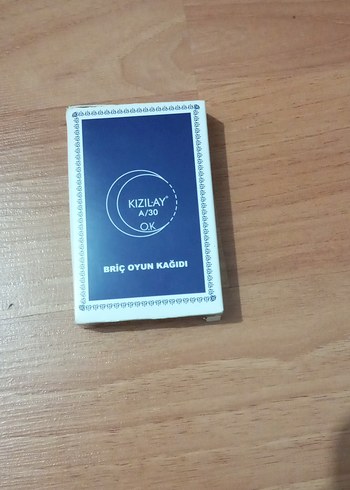 KIZILAY®
A/30
O.K
BRİÇ OYUN KAĞIDI